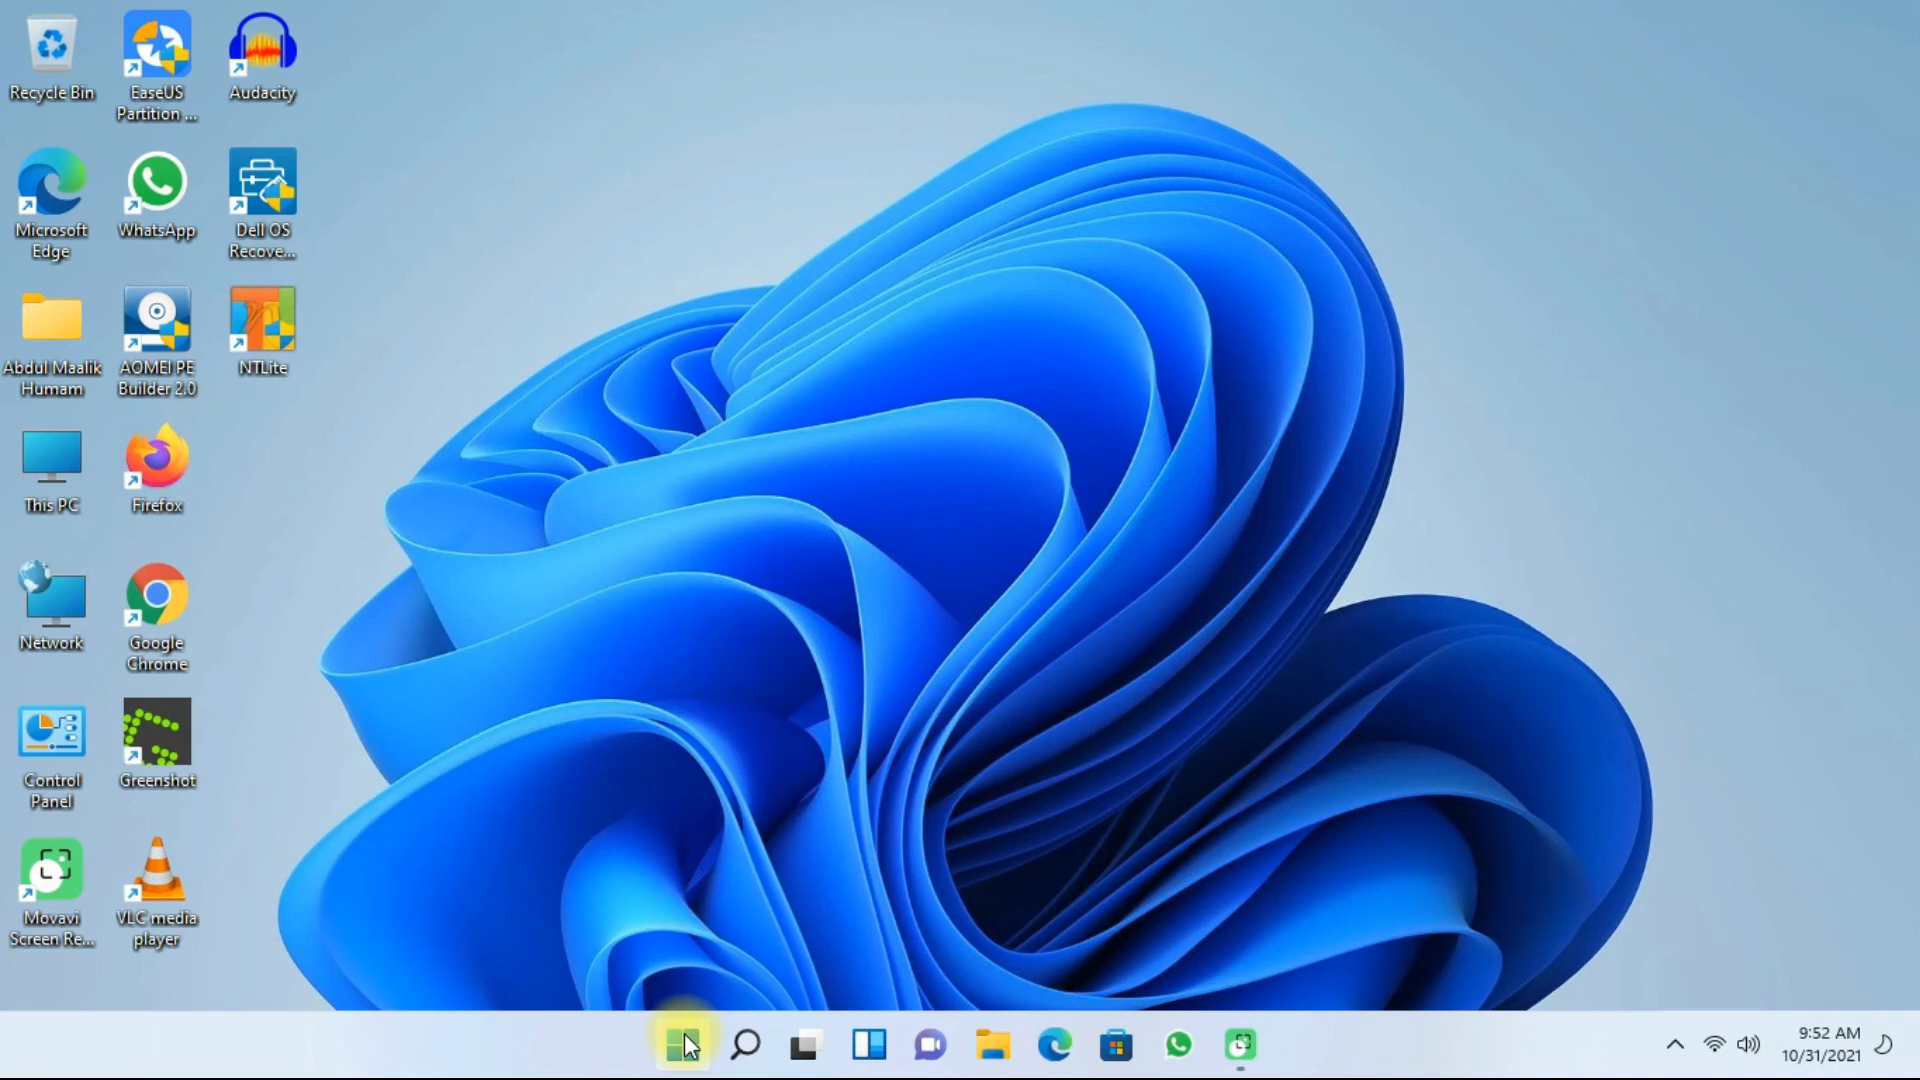 Recycle Bin
EaseUS
Partition ...
Audacity
Microsoft
Edge
WhatsApp
Dell OS
Recove...
Abdul Maalik
Humam
AOMEI PE
Builder 2.0
NTLite
This PC
Firefox
Network
Google
Chrome
Control
Panel
Greenshot
Movavi
Screen Re...
VLC media
player
9:52 AM
10/31/2021